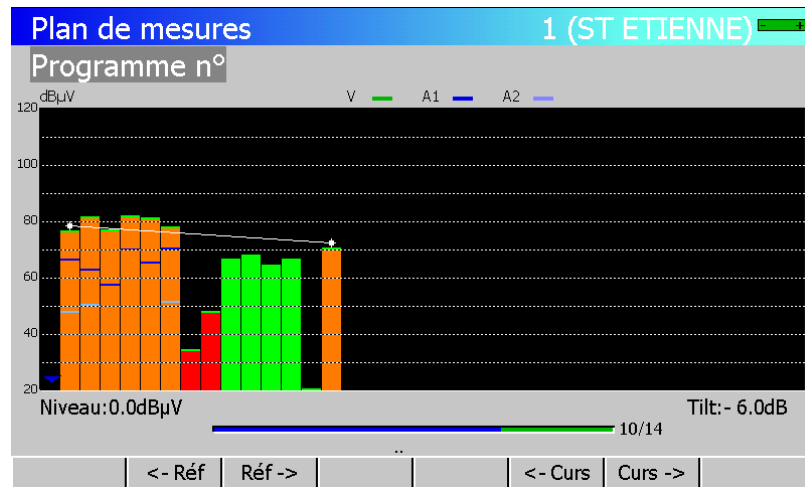 Plan de mesures 1 (ST ETIENNE) - +
Programme n°
dBµV V A1 A2
120
100
80
60
40
20
Niveau:0.0dBµV Tilt:- 6.0dB
10/14
..
<- Réf Réf -> <- Curs Curs ->